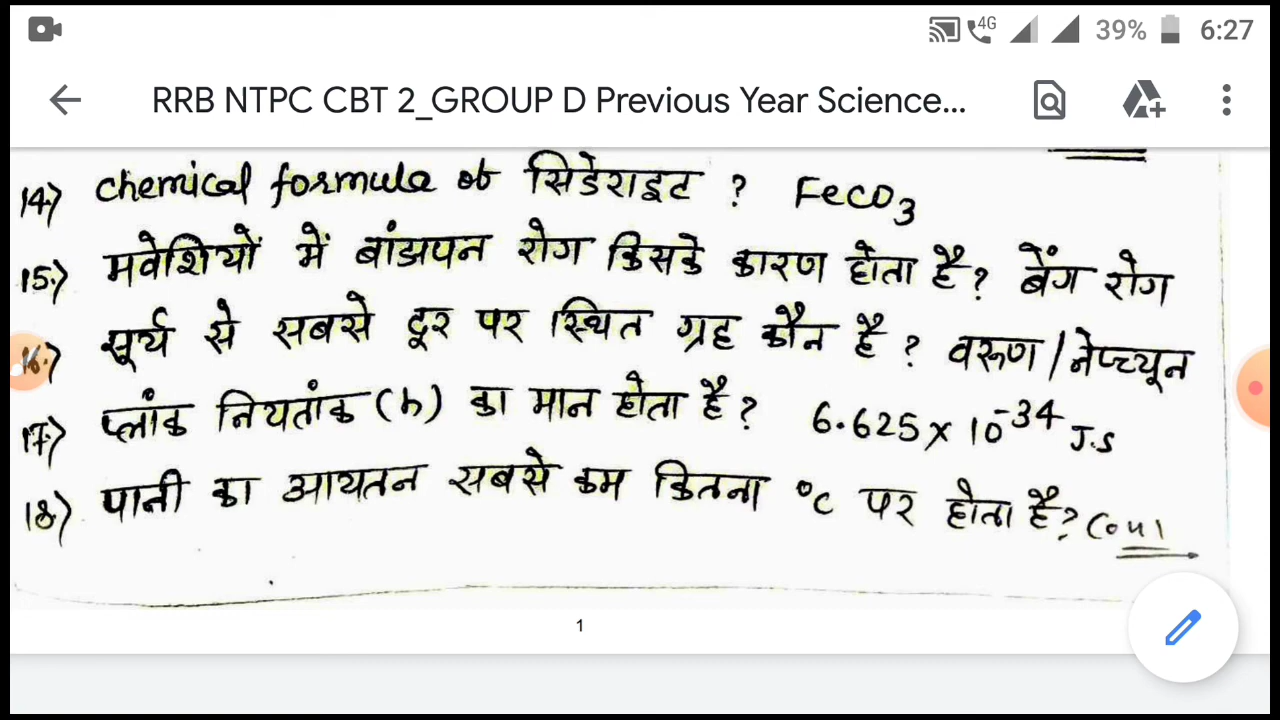 4G 39% 6:27
RRB NTPC CBT 2_GROUP D Previous Year Science...
14.) chemical formula of सिडेराइट ? FeCO3
15.) मवेशियों में बांझपन रोग किसके कारण होता है? बेंग रोग
16.) सूर्य से सबसे दूर पर स्थित ग्रह कौन है ? वरूण/नेप्च्यून
17.) प्लांक नियतांक (h) का मान होता है? 6.625 x 10-34 J.S
18.) पानी का आयतन सबसे कम कितना °C पर होता है?
1